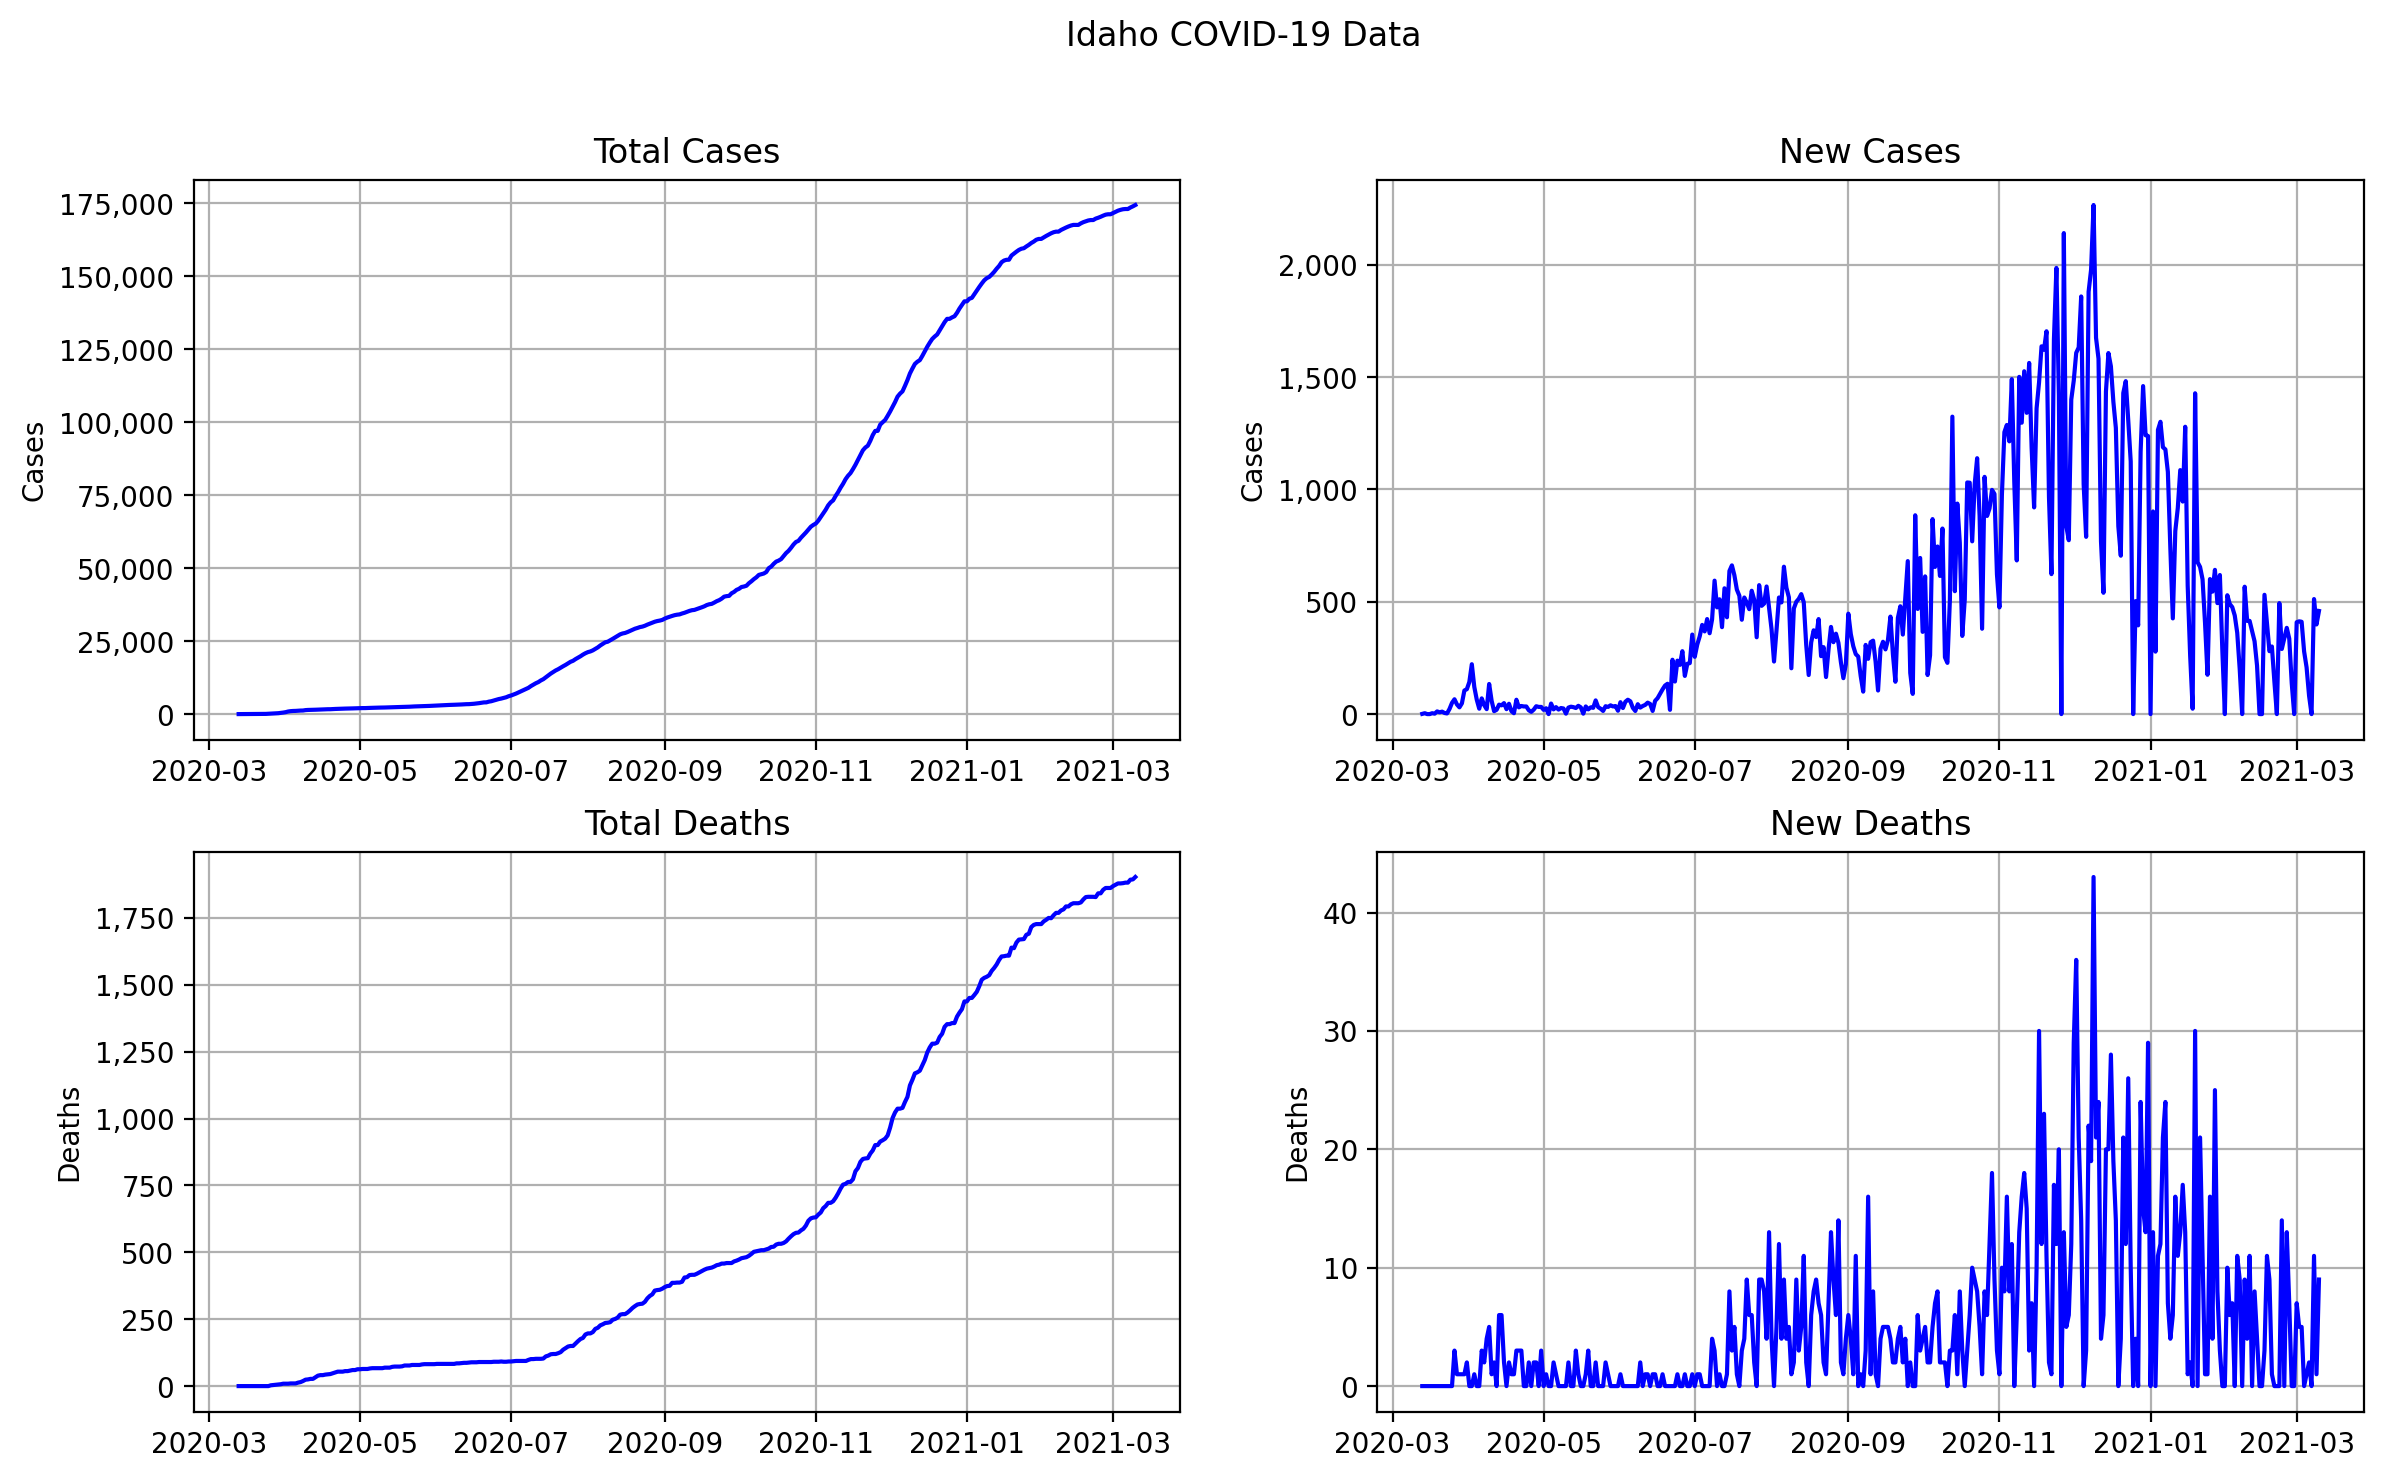 Idaho COVID-19 Data
Total Cases
Cases
175,000
150,000
125,000
100,000
75,000
50,000
25,000
0
2020-03 2020-05 2020-07 2020-09 2020-11 2021-01 2021-03
New Cases
Cases
2,000
1,500
1,000
500
0
2020-03 2020-05 2020-07 2020-09 2020-11 2021-01 2021-03
Total Deaths
Deaths
1,750
1,500
1,250
1,000
750
500
250
0
2020-03 2020-05 2020-07 2020-09 2020-11 2021-01 2021-03
New Deaths
Deaths
40
30
20
10
0
2020-03 2020-05 2020-07 2020-09 2020-11 2021-01 2021-03